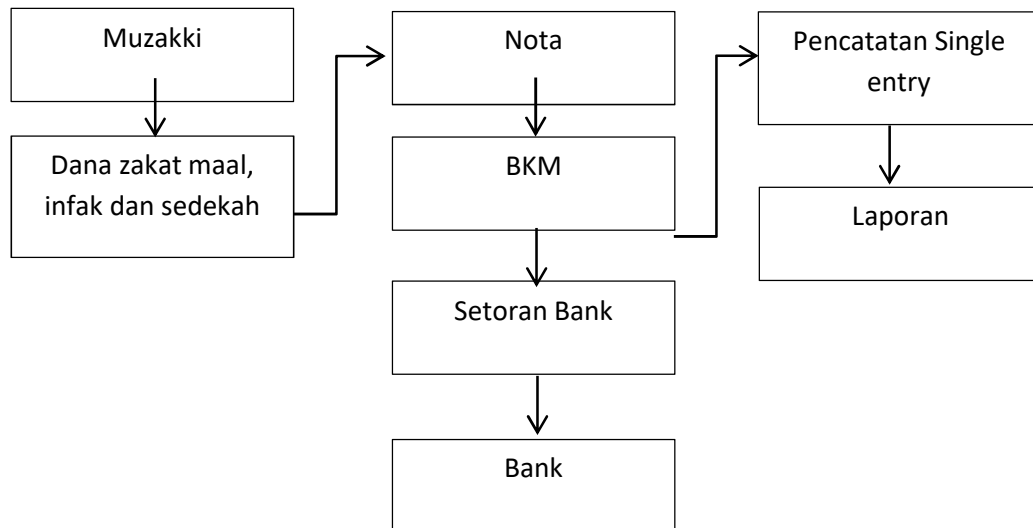 Muzakki
Dana zakat maal,
infak dan sedekah
Nota
BKM
Setoran Bank
Bank
Pencatatan Single
entry
Laporan